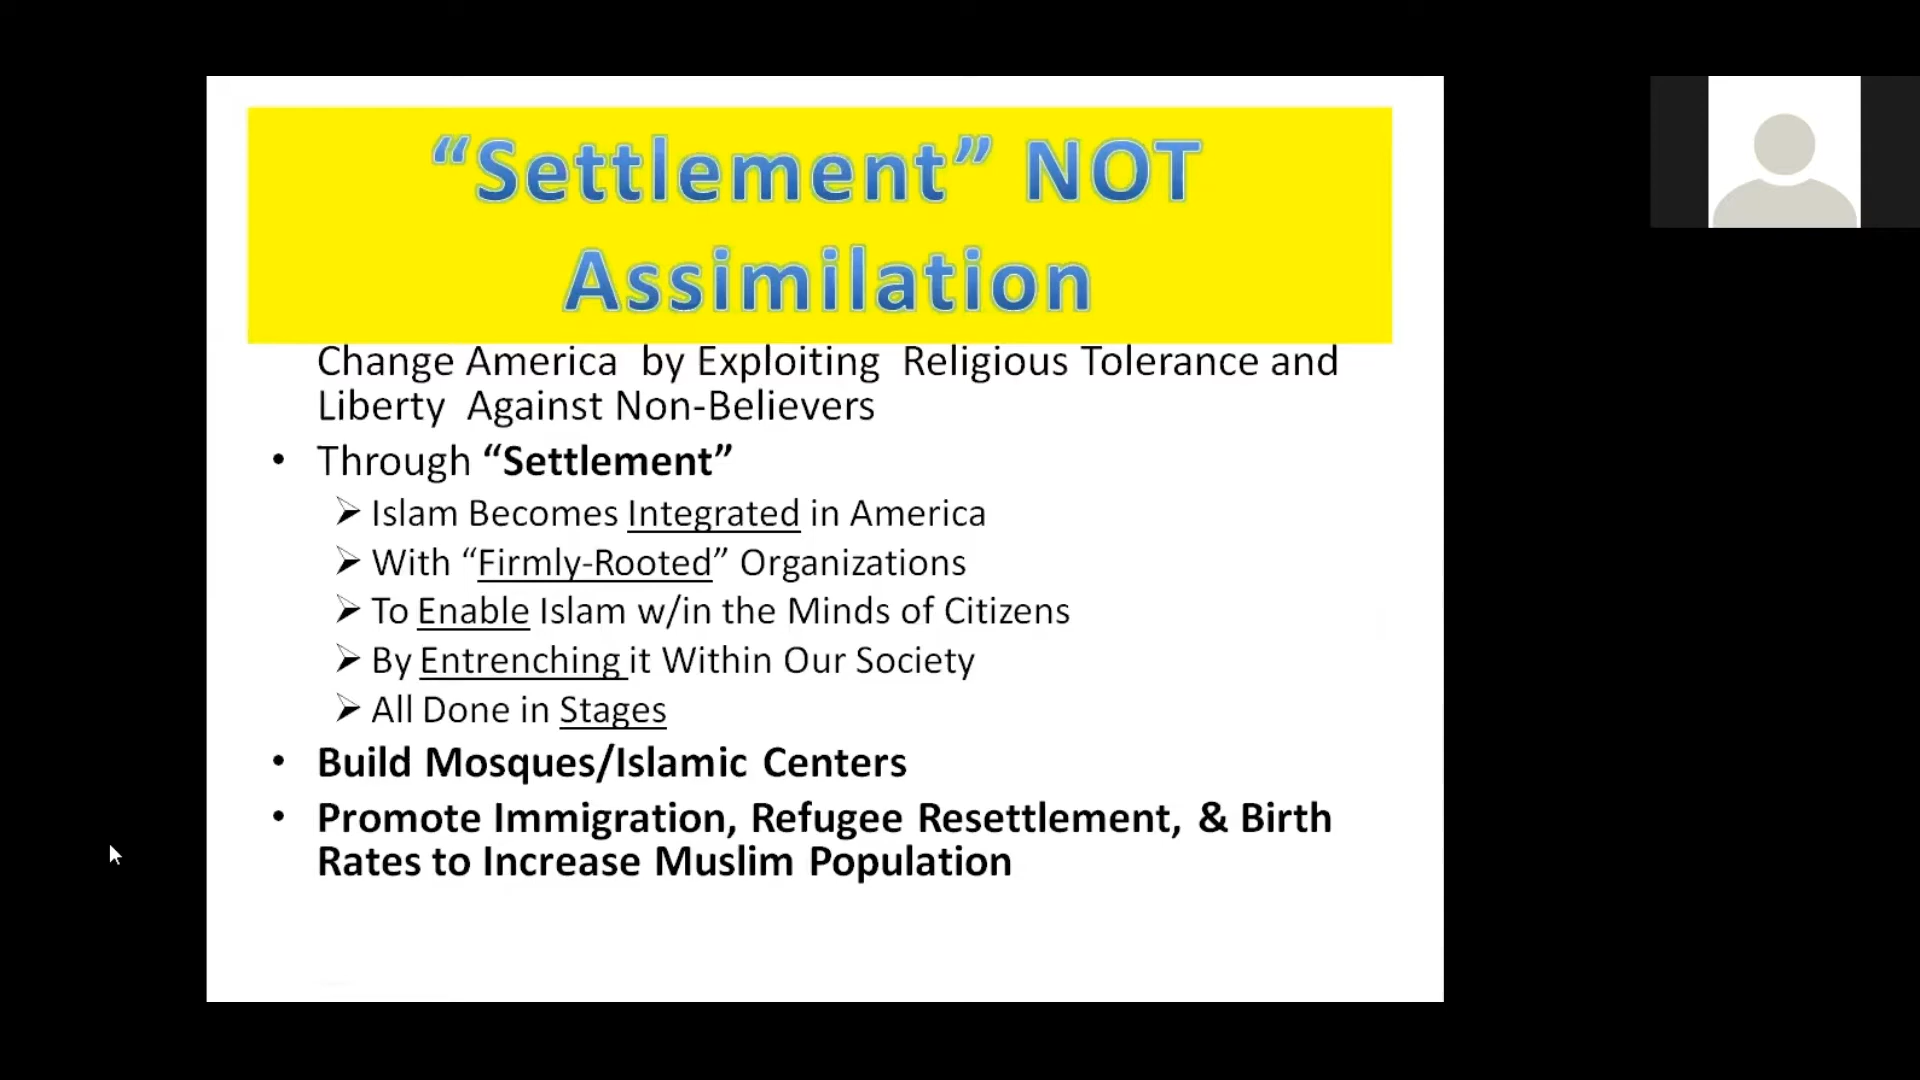 “Settlement” NOT
Assimilation
Change America by Exploiting Religious Tolerance and
Liberty Against Non-Believers
• Through “Settlement”
➢ Islam Becomes Integrated in America
➢ With “Firmly-Rooted” Organizations
➢ To Enable Islam w/in the Minds of Citizens
➢ By Entrenching it Within Our Society
➢ All Done in Stages
• Build Mosques/Islamic Centers
• Promote Immigration, Refugee Resettlement, & Birth
Rates to Increase Muslim Population